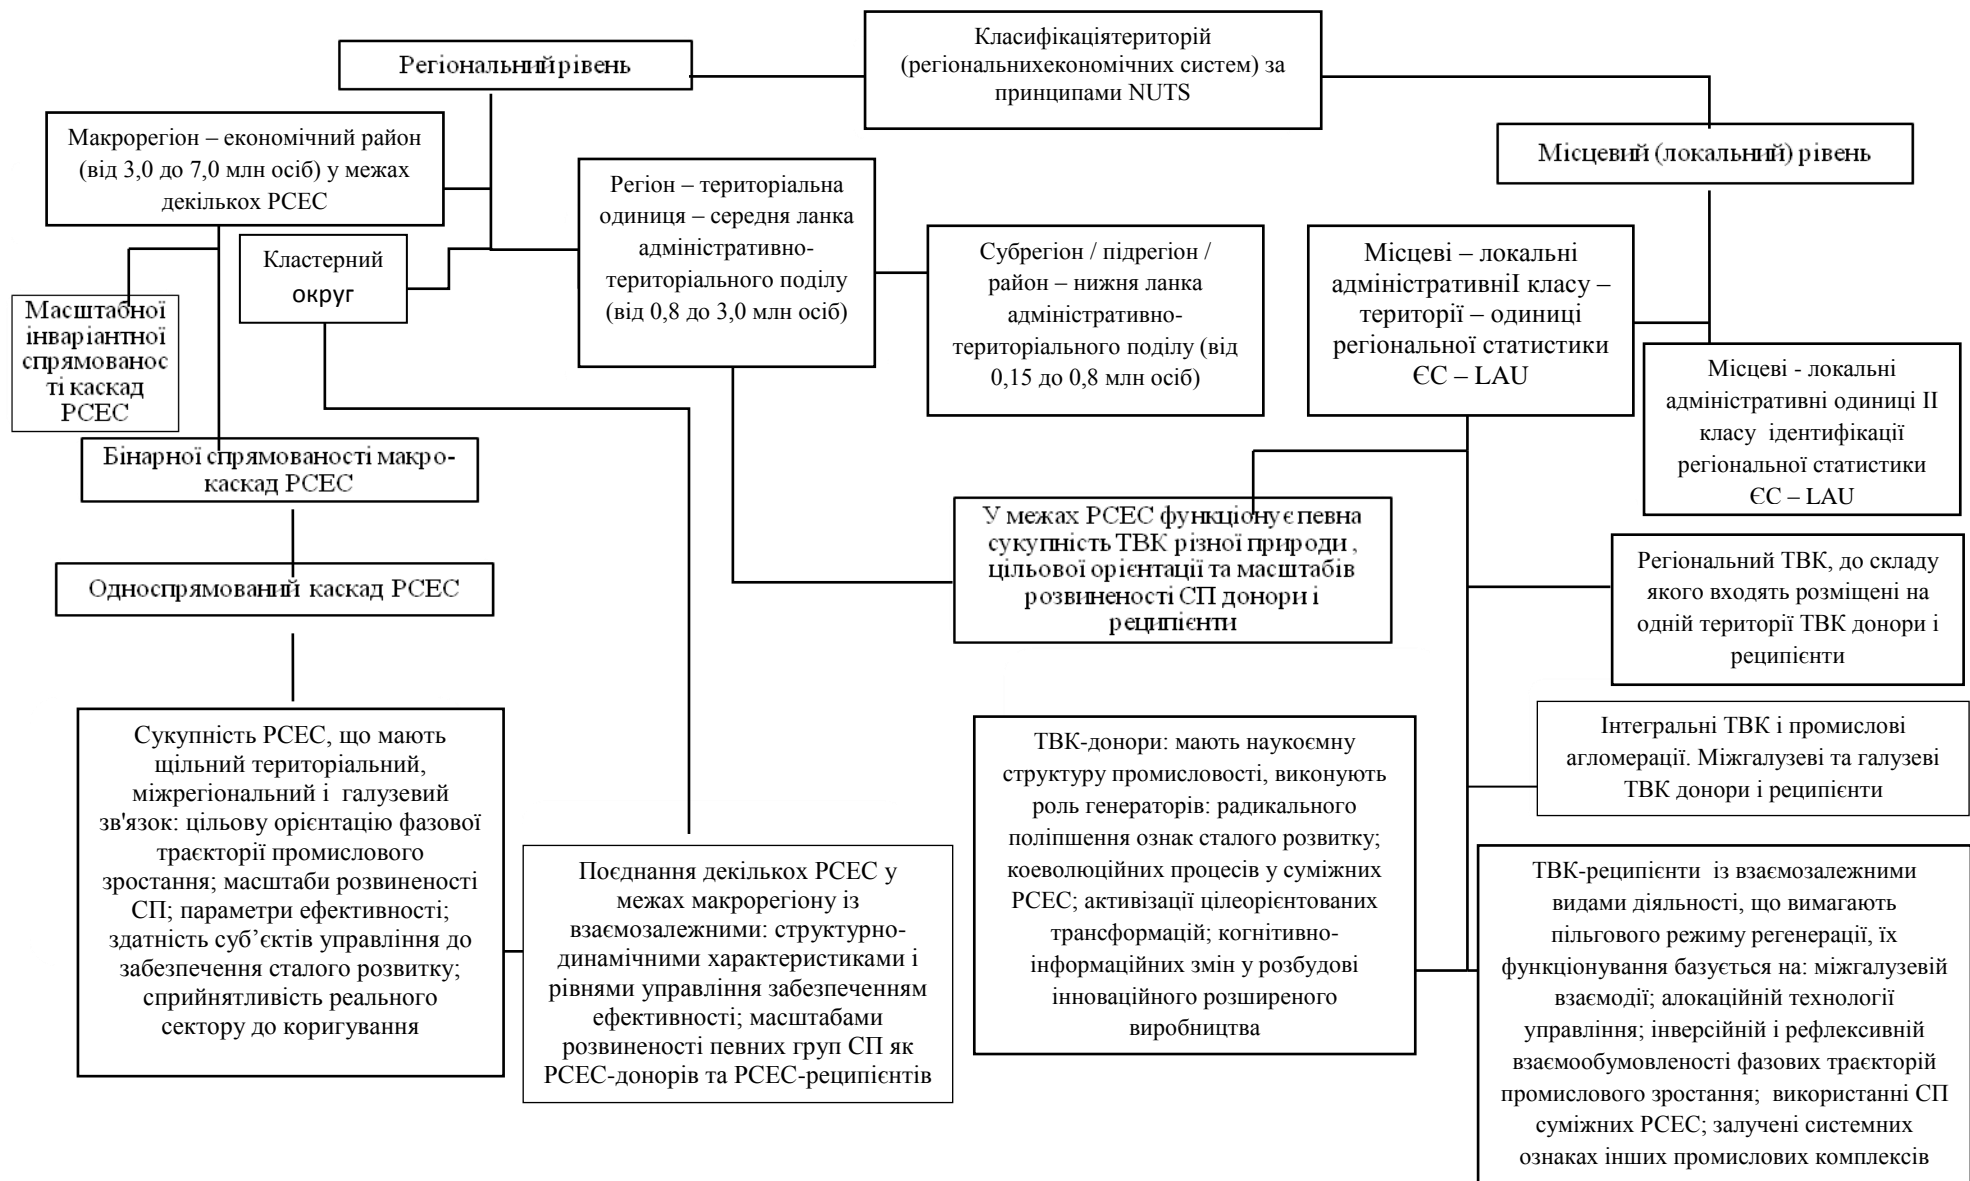 Класифікаціятериторій
(регіональнихекономічних систем) за
принципами NUTS
Регіональний рівень
Макрорегіон – економічний район
(від 3,0 до 7,0 млн осіб) у межах
декількох РСЕС
Місцевий (локальний) рівень
Регіон – територіальна
одиниця – середня ланка
адміністративно-
територіального поділу
(від 0,8 до 3,0 млн осіб)
Кластерний
округ
Субрегіон / підрегіон /
район – нижня ланка
адміністративно-
територіального поділу (від
0,15 до 0,8 млн осіб)
Місцеві – локальні
адміністративніІ класу –
території – одиниці
регіональної статистики
ЄС – LAU
Масштабної
інваріантної
спрямованос
ті каскад
РСЕС
Місцеві - локальні
адміністративні одиниці ІІ
класу ідентифікації
регіональної статистики
ЄС – LAU
Бінарної спрямованості макро-
каскад РСЕС
У межах РСЕС функціонує певна
сукупність ТВК різної природи ,
цільової орієнтації та масштабів
розвиненості СП донори і
реципієнти
Односпрямований каскад РСЕС
Регіональний ТВК, до складу
якого входять розміщені на
одній території ТВК донори і
реципієнти
Інтегральні ТВК і промислові
агломерації. Міжгалузеві та галузеві
ТВК донори і реципієнти
Сукупність РСЕС, що мають
щільний територіальний,
міжрегіональний і галузевий
зв'язок: цільову орієнтацію фазової
траєкторії промислового
зростання; масштаби розвиненості
СП; параметри ефективності;
здатність суб’єктів управління до
забезпечення сталого розвитку;
сприйнятливість реального
сектору до коригування
Поєднання декількох РСЕС у
межах макрорегіону із
взаємозалежними: структурно-
динамічними характеристиками і
рівнями управління забезпеченням
ефективності; масштабами
розвиненості певних груп СП як
РСЕС-донорів та РСЕС-реципієнтів
ТВК-донори: мають наукоємну
структуру промисловості, виконують
роль генераторів: радикального
поліпшення ознак сталого розвитку;
коеволюційних процесів у суміжних
РСЕС; активізації цілеорієнтованих
трансформацій; когнітивно-
інформаційних змін у розбудові
інноваційного розширеного
виробництва
ТВК-реципієнти із взаємозалежними
видами діяльності, що вимагають
пільгового режиму регенерації, їх
функціонування базується на: міжгалузевій
взаємодії; алокаційній технології
управління; інверсійній і рефлексивній
взаємообумовленості фазових траєкторій
промислового зростання; використанні СП
суміжних РСЕС; залучені системних
ознаках інших промислових комплексів